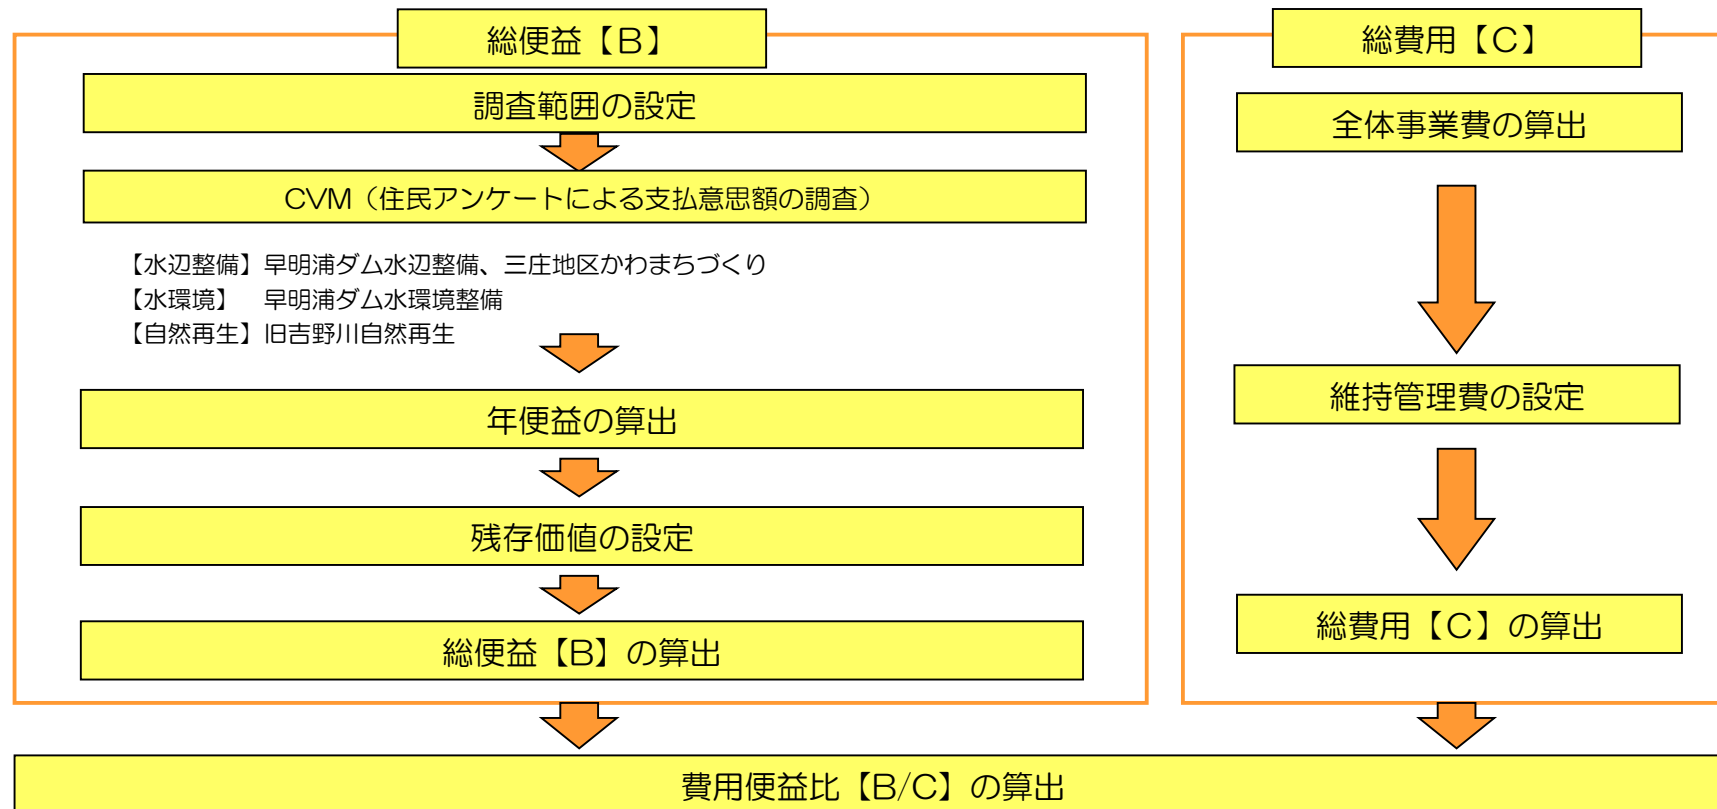 総便益【B】
調査範囲の設定
CVM（住民アンケートによる支払意思額の調査）
【水辺整備】早明浦ダム水辺整備、三庄地区かわまちづくり
【水環境】　早明浦ダム水環境整備
【自然再生】旧吉野川自然再生
年便益の算出
残存価値の設定
総便益【B】の算出
総費用【C】
全体事業費の算出
維持管理費の設定
総費用【C】の算出
費用便益比【B/C】の算出